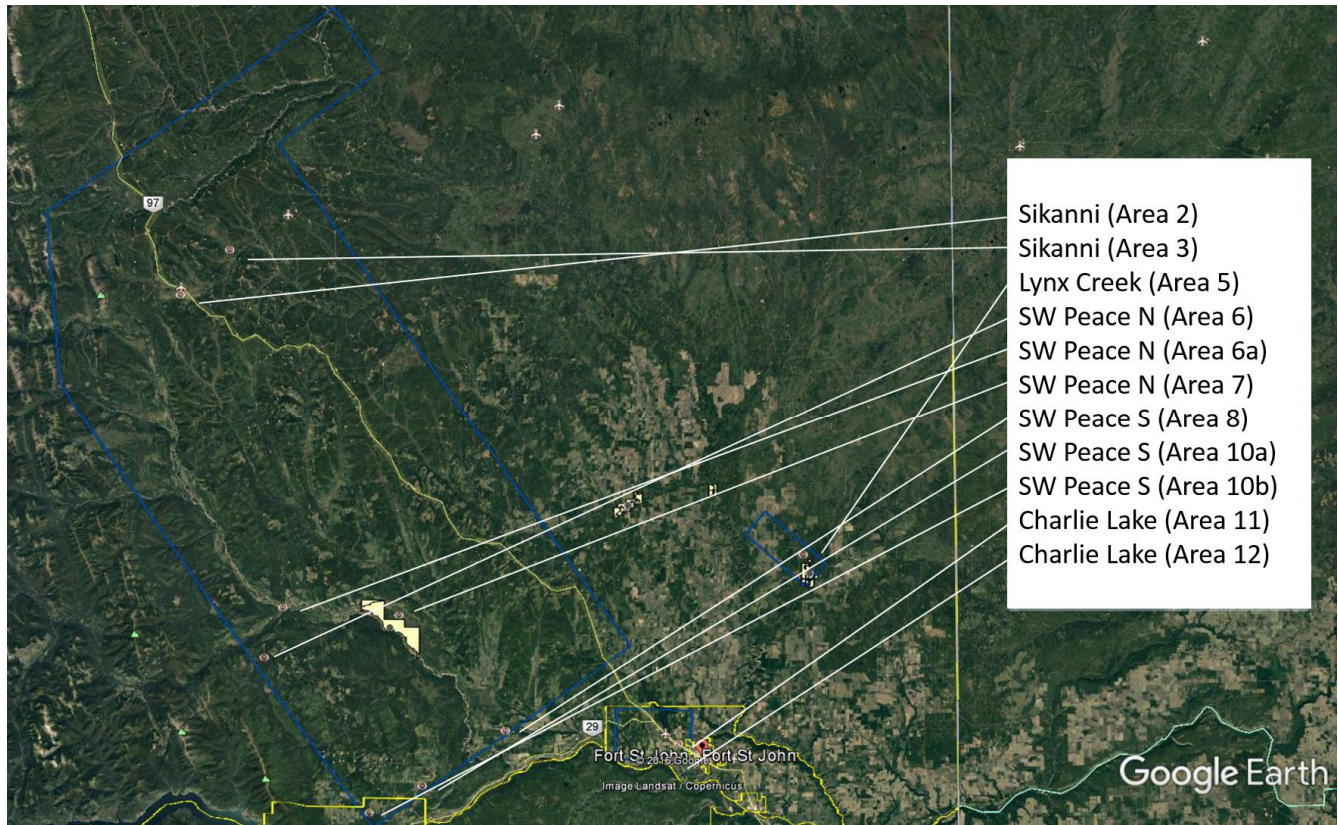 97
Sikanni (Area 2)
Sikanni (Area 3)
Lynx Creek (Area 5)
SW Peace N (Area 6)
SW Peace N (Area 6a)
SW Peace N (Area 7)
SW Peace S (Area 8)
SW Peace S (Area 10a)
SW Peace S (Area 10b)
Charlie Lake (Area 11)
Charlie Lake (Area 12)
29
Fort St John Fort St John
© 2016 Google
Image Landsat / Copernicus
Google Earth